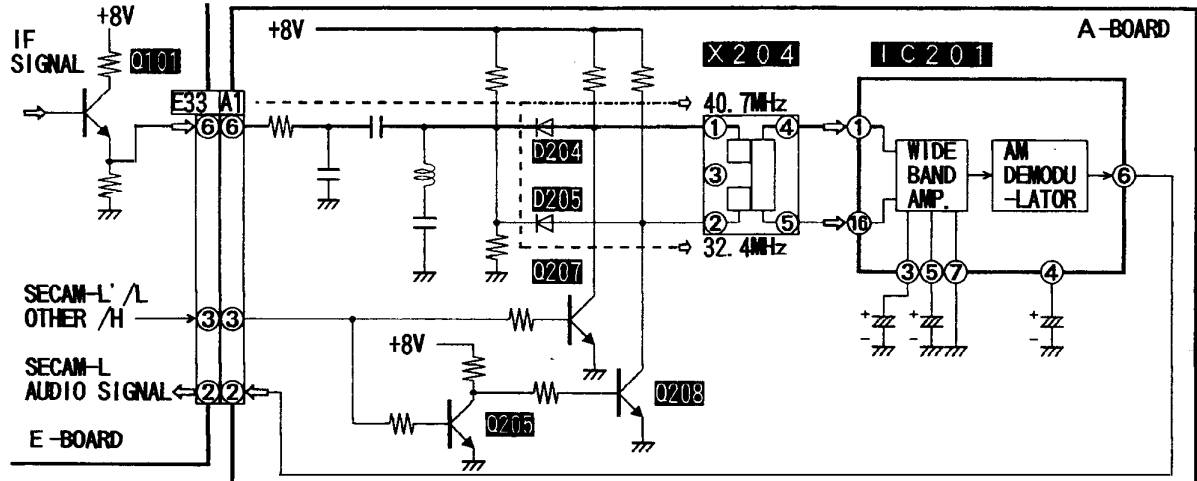 +8V
IF
SIGNAL
Q101
+8V
A-BOARD
X204
IC201
E33 A1
40.7MHz
6 6
1 4
1
D204
WIDE
BAND
AMP.
AM
DEMODU
-LATOR
3
6
D205
2 5
16
32.4MHz
Q207
3 5 7
4
SECAM-L'/L
OTHER /H
3 3
+ - + - + -
+8V
SECAM-L
AUDIO SIGNAL
2 2
Q208
Q205
E-BOARD